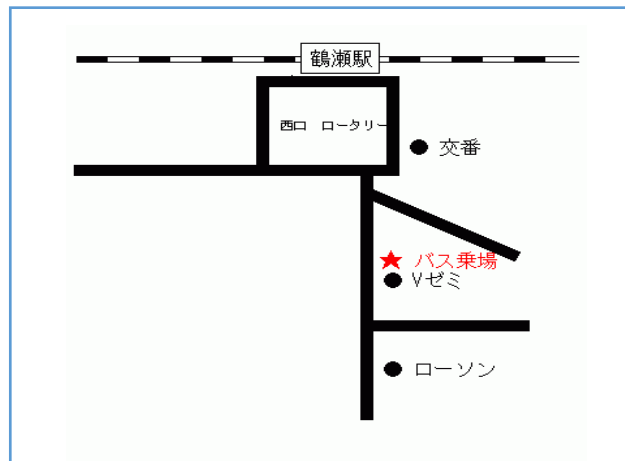 鶴瀬駅
西口　ロータリー
交番
★ バス乗場
Vゼミ
ローソン